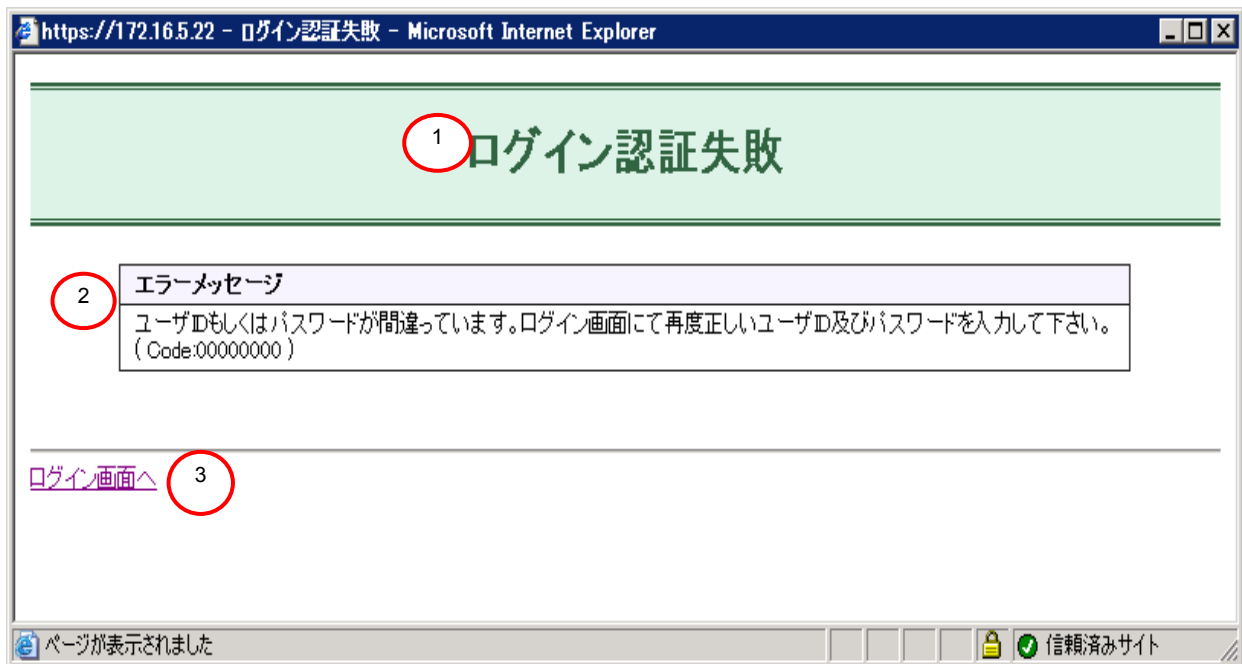 https://172.16.5.22 - ログイン認証失敗 - Microsoft Internet Explorer
1
ログイン認証失敗
2
エラーメッセージ
ユーザIDもしくはパスワードが間違っています。ログイン画面にて再度正しいユーザID及びパスワードを入力して下さい。
( Code:00000000 )
ログイン画面へ
3
ページが表示されました
信頼済みサイト